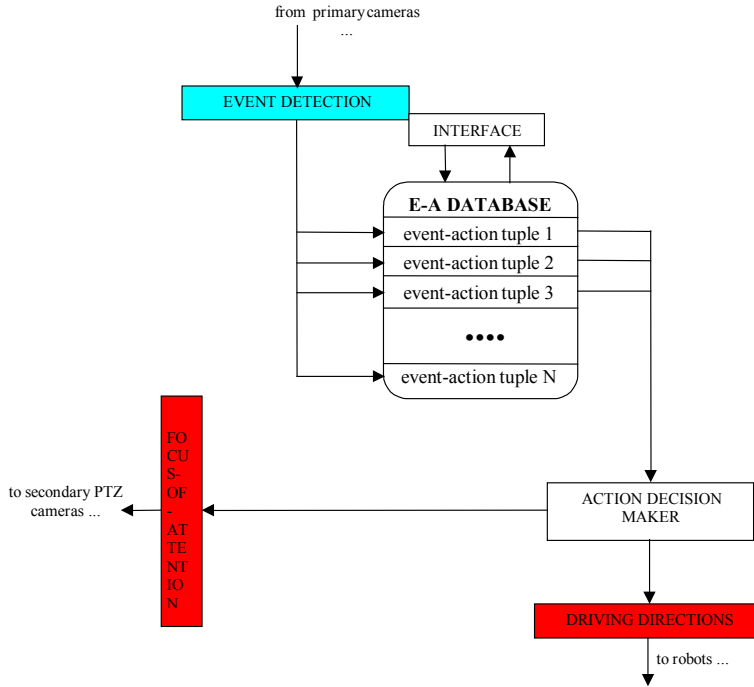 from primary cameras
...
EVENT DETECTION
INTERFACE
E-A DATABASE
event-action tuple 1
event-action tuple 2
event-action tuple 3
••••
event-action tuple N
FO
CU
S-
OF
-
AT
TE
NT
IO
N
to secondary PTZ
cameras ...
ACTION DECISION
MAKER
DRIVING DIRECTIONS
to robots ...